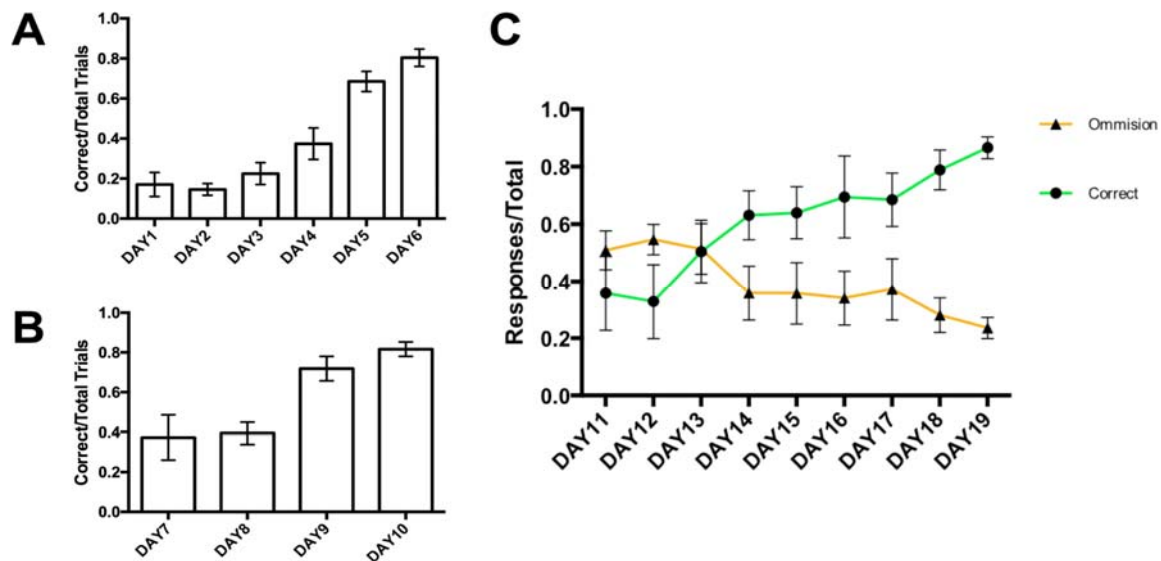 A
Correct/Total Trials
1.0
0.8
0.6
0.4
0.2
0.0
DAY1
DAY2
DAY3
DAY4
DAY5
DAY6
B
Correct/Total Trials
1.0
0.8
0.6
0.4
0.2
0.0
DAY7
DAY8
DAY9
DAY10
C
Responses/Total
1.0
0.8
0.6
0.4
0.2
0.0
DAY11
DAY12
DAY13
DAY14
DAY15
DAY16
DAY17
DAY18
DAY19
Ommision
Correct